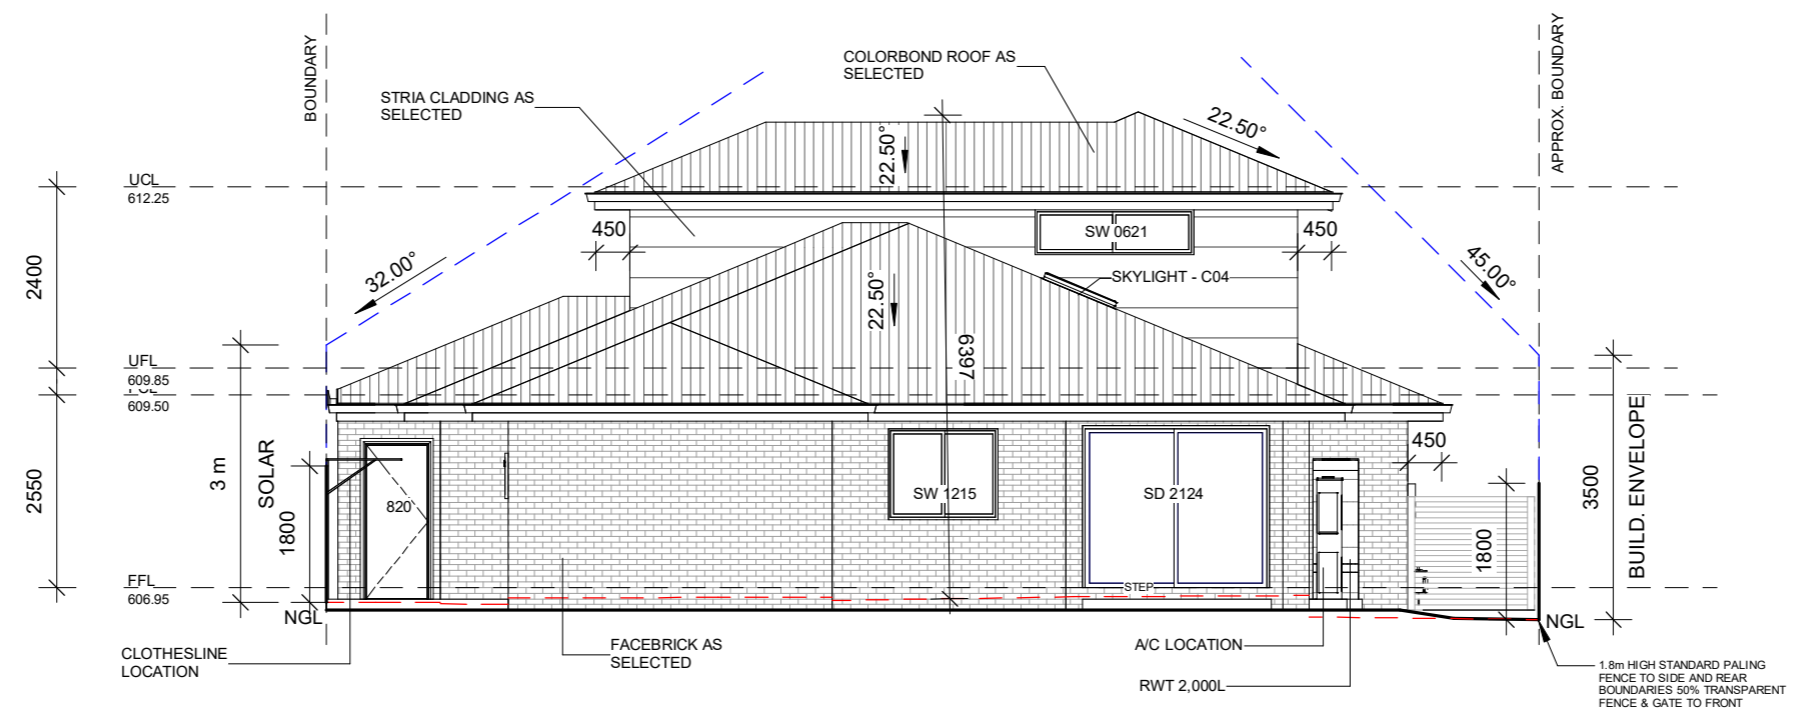 BOUNDARY
APPROX. BOUNDARY
COLORBOND ROOF AS
SELECTED
STRIA CLADDING AS
SELECTED
22.50°
22.50°
UCL
612.25
450
SW 0621
450
2400
32.00°
45.00°
SKYLIGHT - C04
22.50°
6397
UFL
609.85
609.50
450
SOLAR
3 m
BUILD. ENVELOPE
3500
2550
1800
820
SW 1215
SD 2124
1800
FFL
606.95
STEP
NGL
NGL
CLOTHESLINE
LOCATION
FACEBRICK AS
SELECTED
A/C LOCATION
RWT 2,000L
1.8m HIGH STANDARD PALING
FENCE TO SIDE AND REAR
BOUNDARIES 50% TRANSPARENT
FENCE & GATE TO FRONT